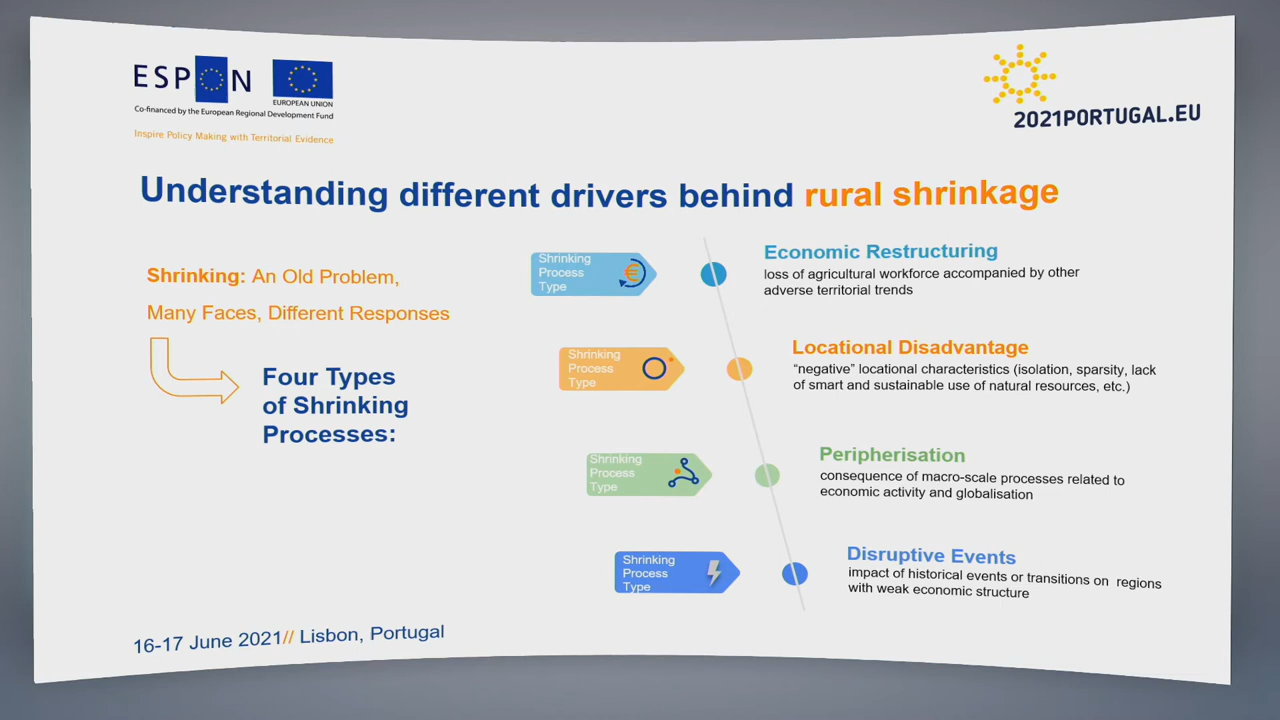 ESPON
EUROPEAN UNION
Co-financed by the European Regional Development Fund
Inspire Policy Making with Territorial Evidence
2021PORTUGAL.EU
Understanding different drivers behind rural shrinkage
Shrinking: An Old Problem,
Many Faces, Different Responses
Four Types
of Shrinking
Processes:
Shrinking
Process
Type
€
Economic Restructuring
loss of agricultural workforce accompanied by other
adverse territorial trends
Shrinking
Process
Type
Locational Disadvantage
“negative” locational characteristics (isolation, sparsity, lack
of smart and sustainable use of natural resources, etc.)
Shrinking
Process
Type
Peripherisation
consequence of macro-scale processes related to
economic activity and globalisation
Shrinking
Process
Type
Disruptive Events
impact of historical events or transitions on regions
with weak economic structure
16-17 June 2021// Lisbon, Portugal